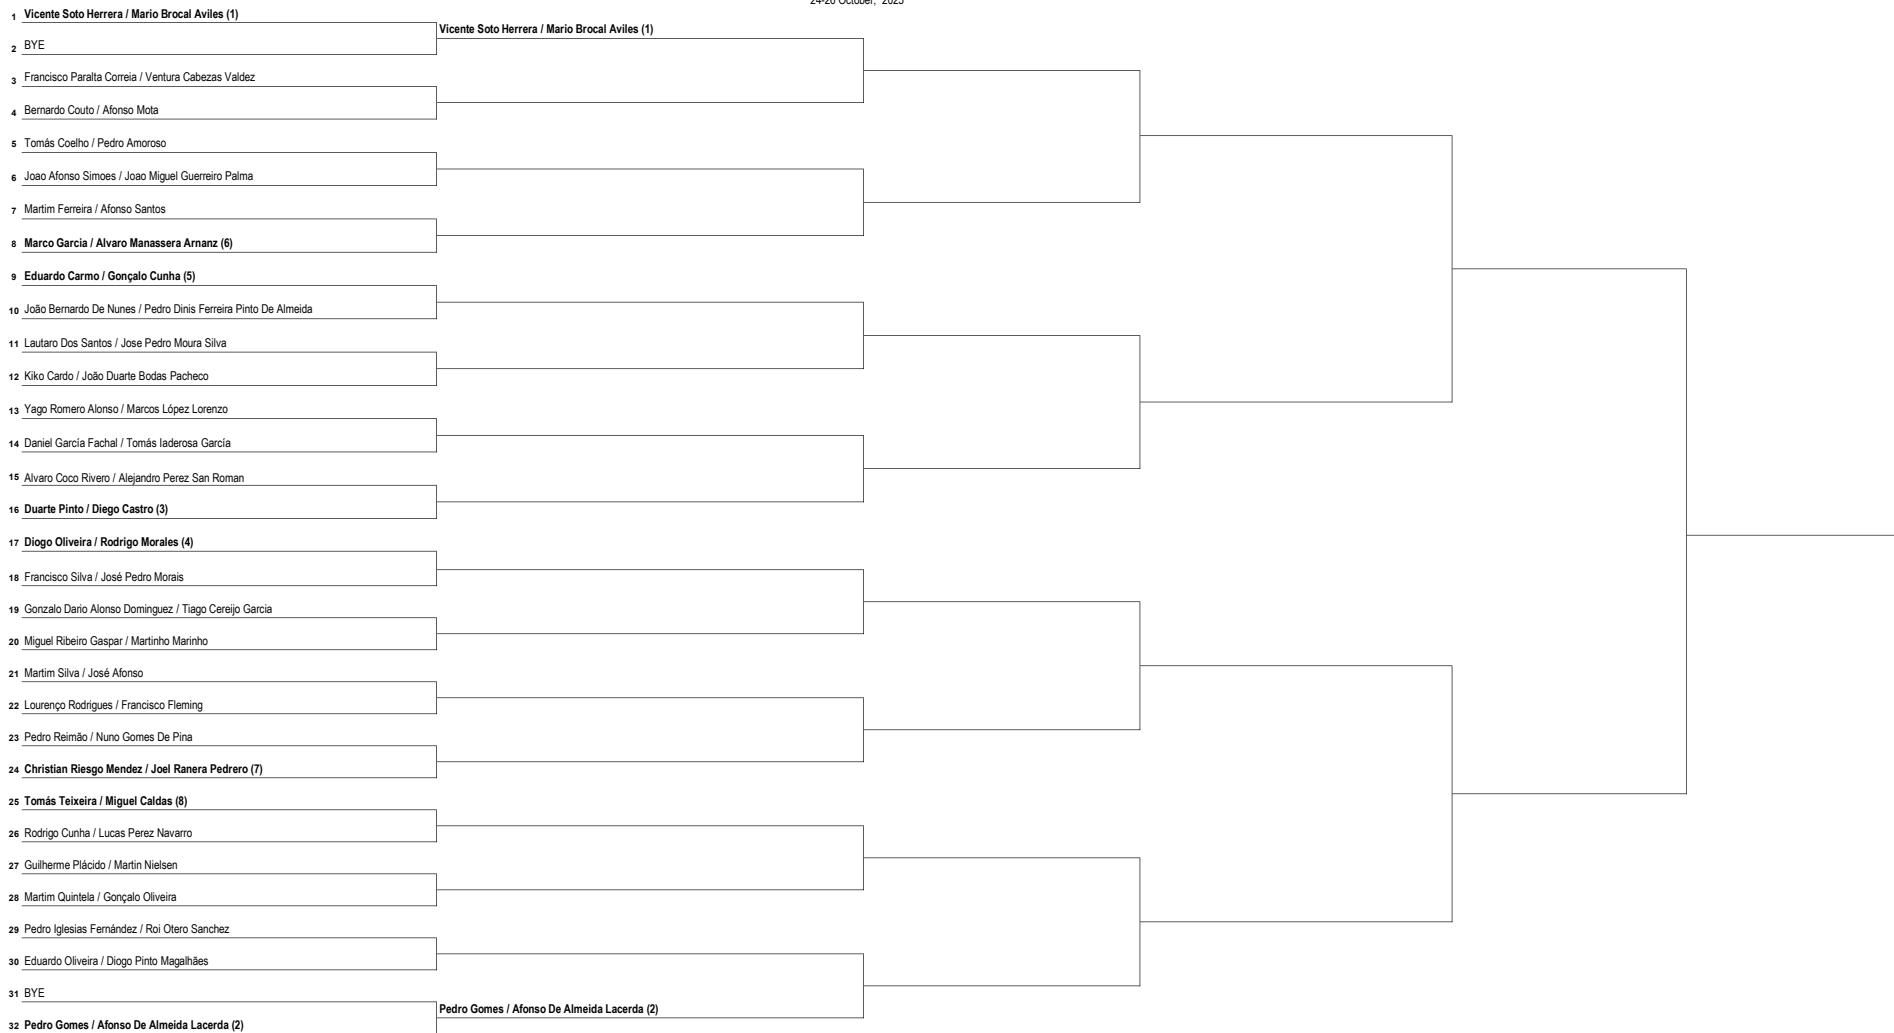 24-26 October, 2025
1 Vicente Soto Herrera / Mario Brocal Aviles (1)
Vicente Soto Herrera / Mario Brocal Aviles (1)
2 BYE
3 Francisco Paralta Correia / Ventura Cabezas Valdez
4 Bernardo Couto / Afonso Mota
5 Tomás Coelho / Pedro Amoroso
6 Joao Afonso Simoes / Joao Miguel Guerreiro Palma
7 Martim Ferreira / Afonso Santos
8 Marco Garcia / Alvaro Manassera Arnanz (6)
9 Eduardo Carmo / Gonçalo Cunha (5)
10 João Bernardo De Nunes / Pedro Dinis Ferreira Pinto De Almeida
11 Lautaro Dos Santos / Jose Pedro Moura Silva
12 Kiko Cardo / João Duarte Bodas Pacheco
13 Yago Romero Alonso / Marcos López Lorenzo
14 Daniel García Fachal / Tomás Iaderosa García
15 Alvaro Coco Rivero / Alejandro Perez San Roman
16 Duarte Pinto / Diego Castro (3)
17 Diogo Oliveira / Rodrigo Morales (4)
18 Francisco Silva / José Pedro Morais
19 Gonzalo Dario Alonso Dominguez / Tiago Cereijo Garcia
20 Miguel Ribeiro Gaspar / Martinho Marinho
21 Martim Silva / José Afonso
22 Lourenço Rodrigues / Francisco Fleming
23 Pedro Reimão / Nuno Gomes De Pina
24 Christian Riesgo Mendez / Joel Ranera Pedrero (7)
25 Tomás Teixeira / Miguel Caldas (8)
26 Rodrigo Cunha / Lucas Perez Navarro
27 Guilherme Plácido / Martin Nielsen
28 Martim Quintela / Gonçalo Oliveira
29 Pedro Iglesias Fernández / Roi Otero Sanchez
30 Eduardo Oliveira / Diogo Pinto Magalhães
31 BYE
Pedro Gomes / Afonso De Almeida Lacerda (2)
32 Pedro Gomes / Afonso De Almeida Lacerda (2)